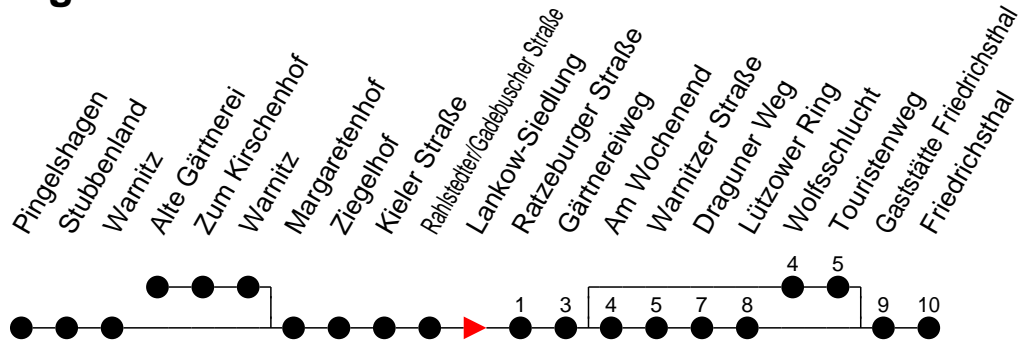 g
Pingelshagen
Stubbenland
Warnitz
Alte Gärtnerei
Zum Kirschenhof
Warnitz
Margaretenhof
Ziegelhof
Kieler Straße
Rahlstedter/Gadebuscher Straße
Lankow-Siedlung
Ratzeburger Straße
Gärtnereiweg
Am Wochenend
Warnitzer Straße
Draguner Weg
Lützower Ring
Wolfsschlucht
Touristenweg
Gaststätte Friedrichsthal
Friedrichsthal
4 5
1 3 4 5 7 8 9 10